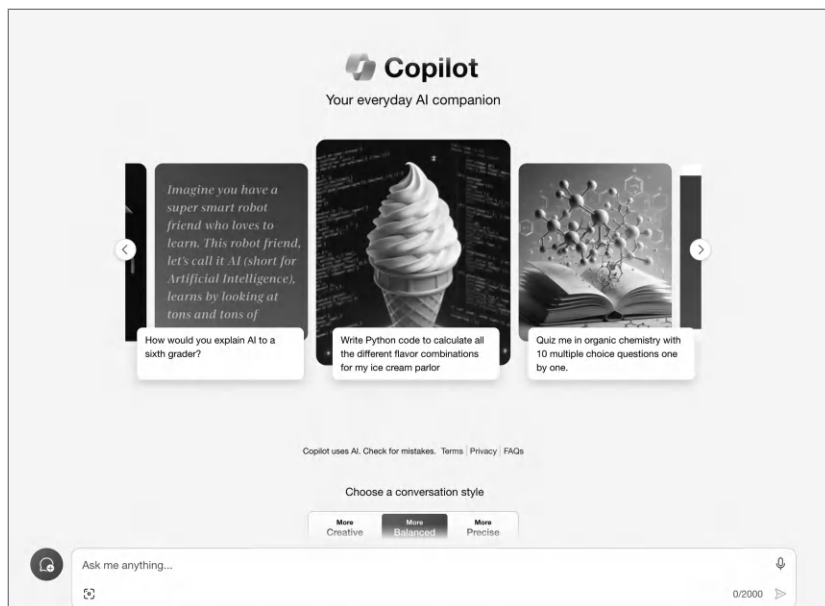 Copilot
Your everyday AI companion
Imagine you have a
super smart robot
friend who loves to
learn. This robot friend,
let's call it AI (short for
Artificial Intelligence),
learns by looking at
tons and tons of
How would you explain AI to a
sixth grader?
Write Python code to calculate all
the different flavor combinations
for my ice cream parlor
Quiz me in organic chemistry with
10 multiple choice questions one
by one.
Copilot uses AI. Check for mistakes. Terms Privacy FAQs
Choose a conversation style
More
Creative
More
Balanced
More
Precise
Ask me anything...
0/2000